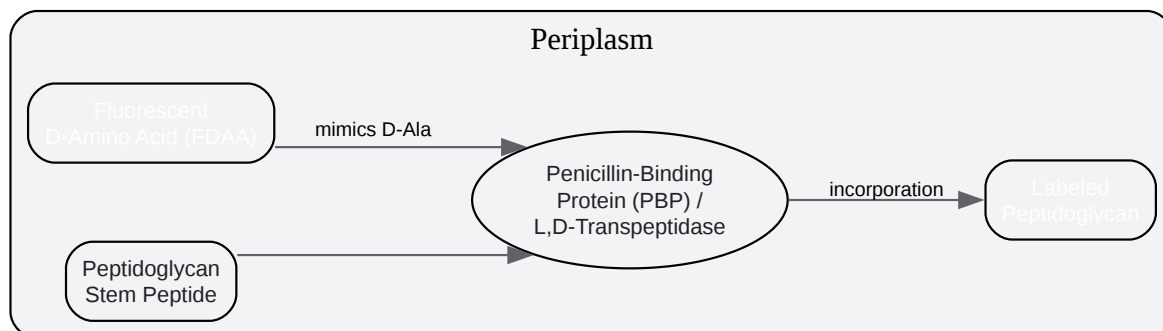 Periplasm
Fluorescent
D-Amino Acid (FDAA)
mimics D-Ala
Penicillin-Binding
Protein (PBP) /
L,D-Transpeptidase
incorporation
Labeled
Peptidoglycan
Peptidoglycan
Stem Peptide